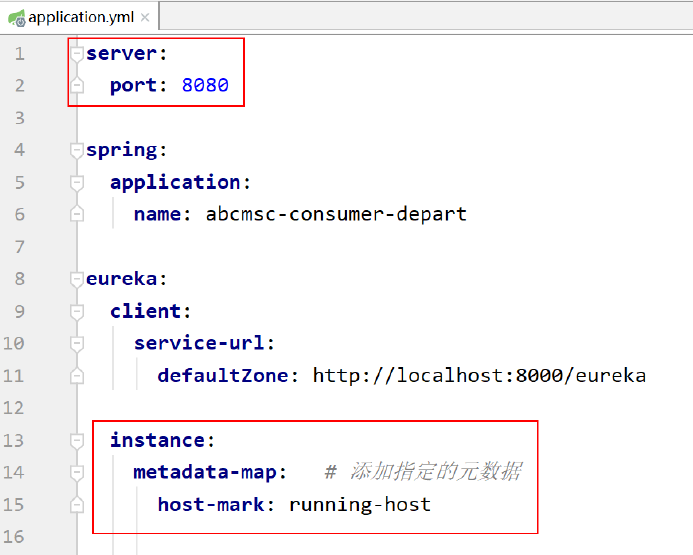 application.yml
1 server:
2   port: 8080
3
4 spring:
5   application:
6     name: abcmsc-consumer-depart
7
8 eureka:
9   client:
10     service-url:
11       defaultZone: http://localhost:8000/eureka
12
13   instance:
14     metadata-map:   # 添加指定的元数据
15       host-mark: running-host
16